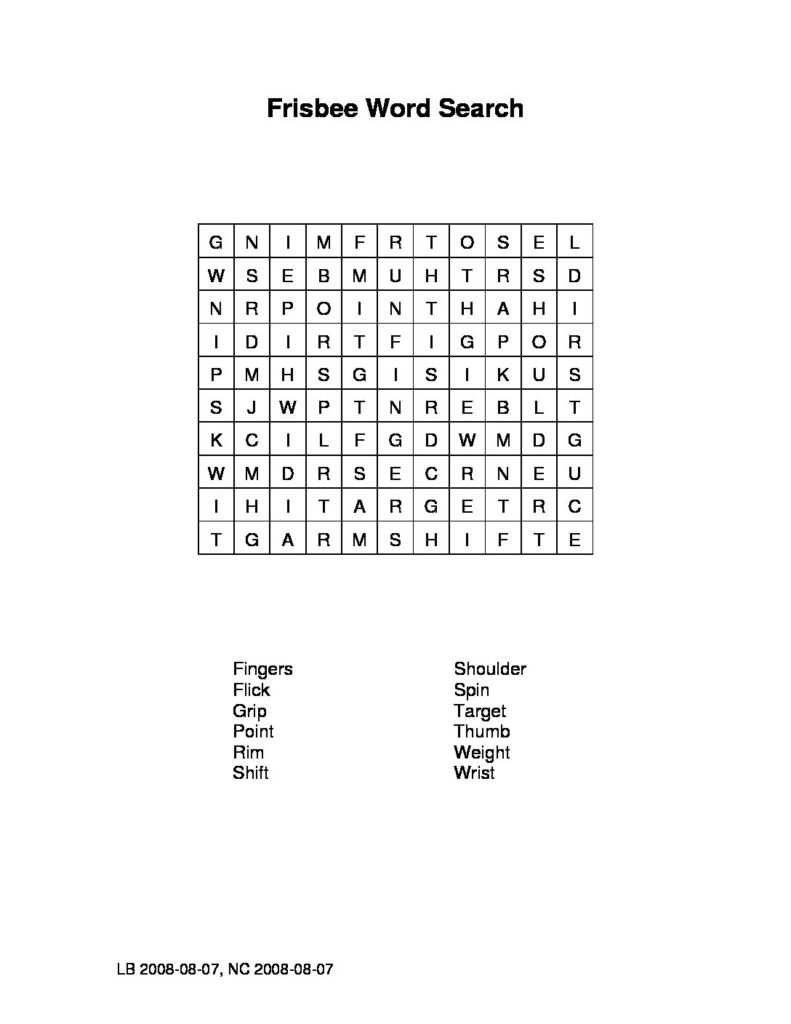 Frisbee Word Search
G N I M F R T O S E L
W S E B M U H T R S D
N R P O I N T H A H I
I D I R T F I G P O R
P M H S G I S I K U S
S J W P T N R E B L T
K C I L F G D W M D G
W M D R S E C R N E U
I H I T A R G E T R C
T G A R M S H I F T E
Fingers Shoulder
Flick Spin
Grip Target
Point Thumb
Rim Weight
Shift Wrist
LB 2008-08-07, NC 2008-08-07